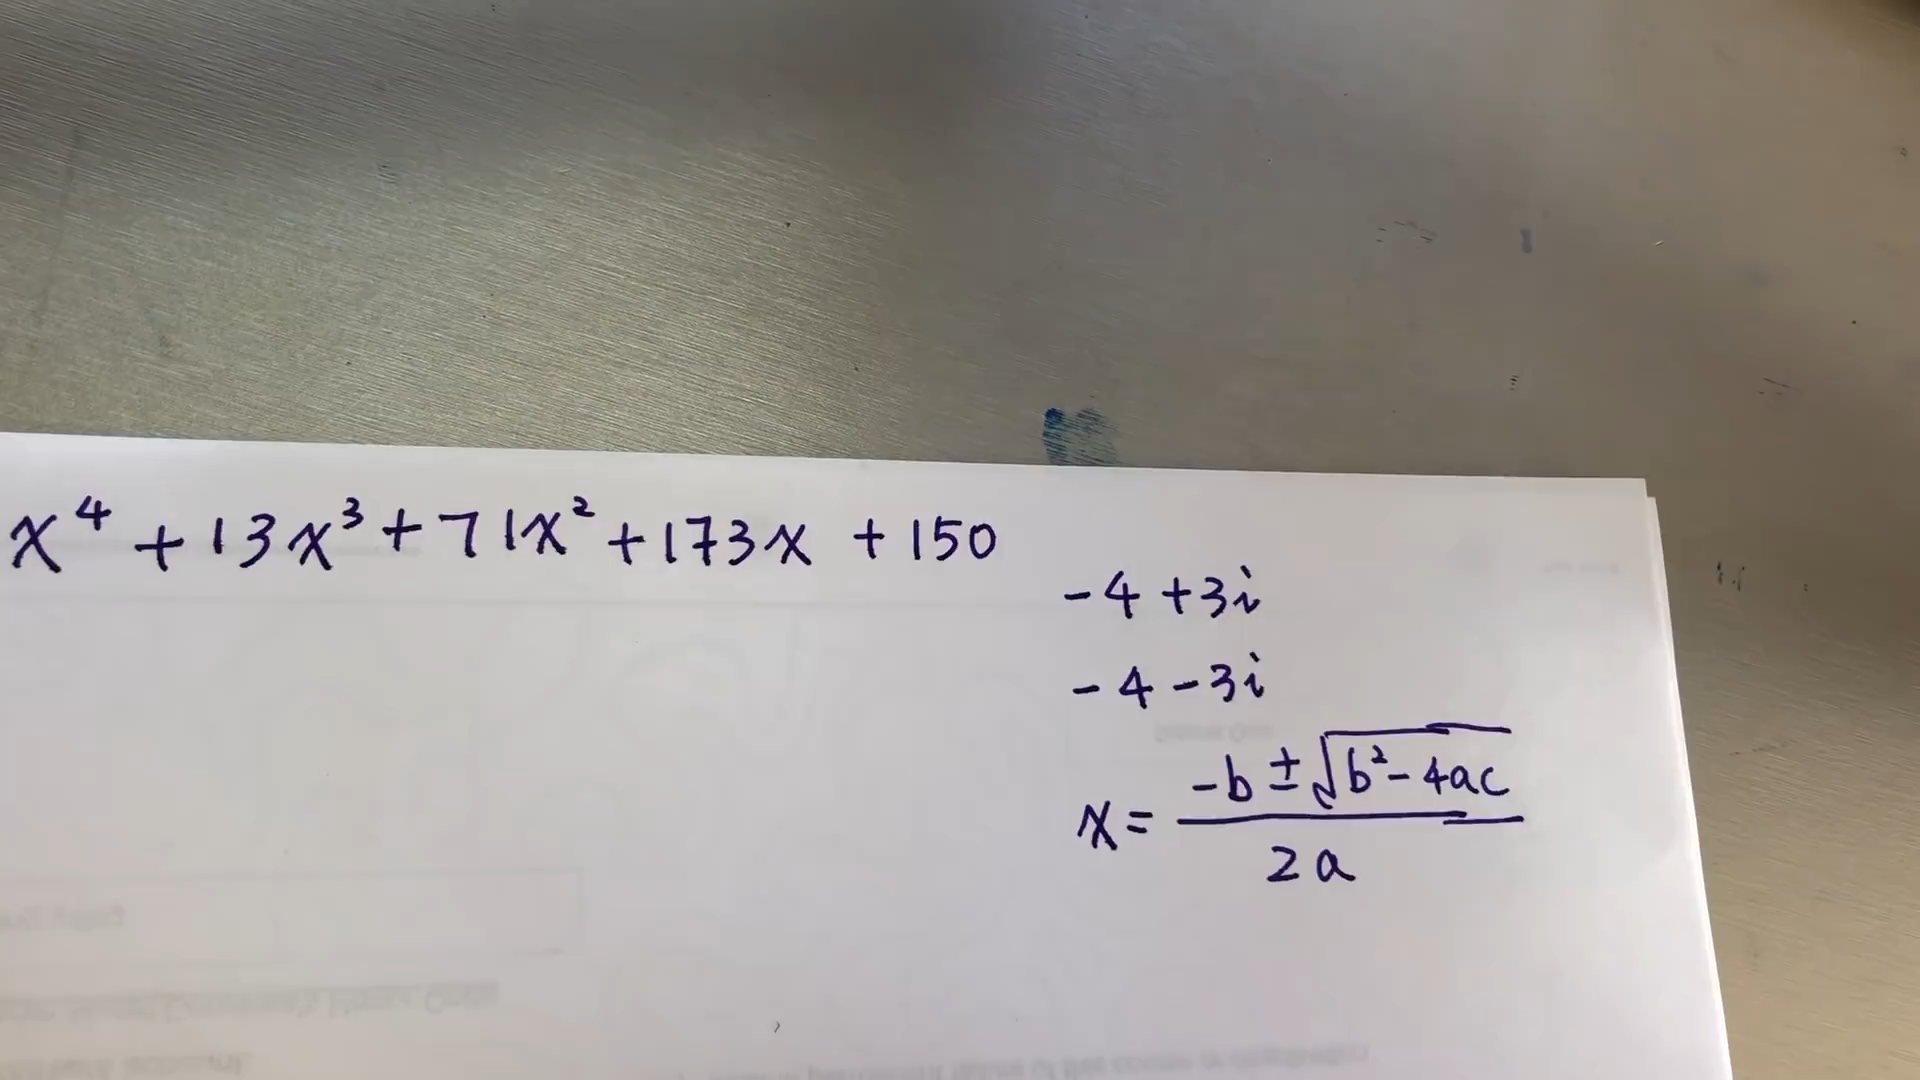 x⁴ + 13x³ + 71x² + 173x + 150
-4 + 3i
-4 - 3i
x = (-b ± √(b² - 4ac)) / 2a